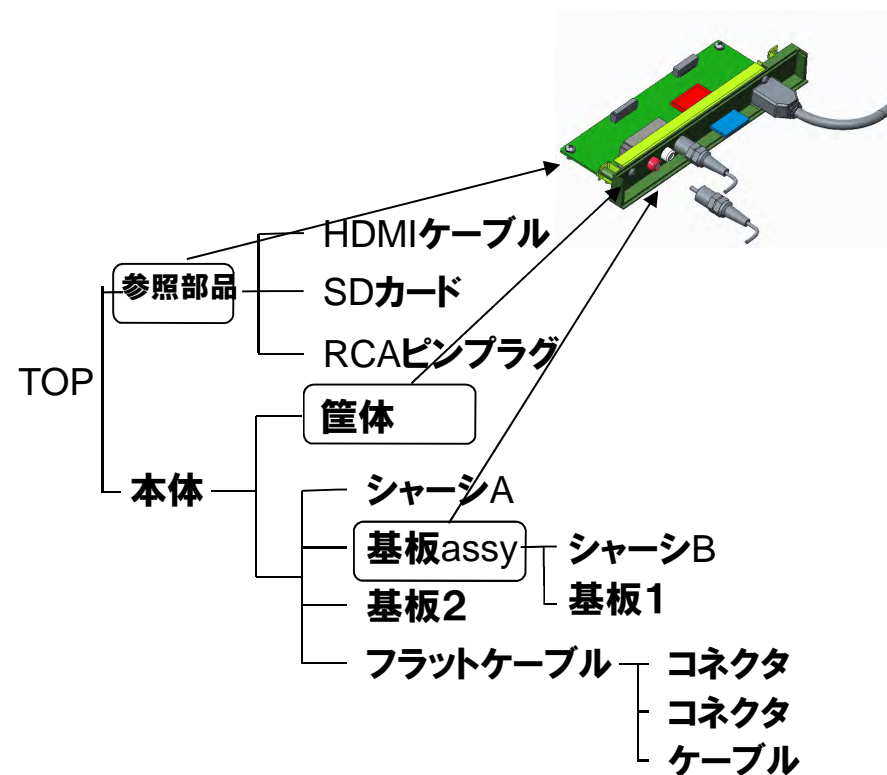 HDMIケーブル
参照部品
SDカード
RCAピンプラグ
TOP
筐体
本体
シャーシA
基板assy
シャーシB
基板1
基板２
フラットケーブル
コネクタ
コネクタ
ケーブル